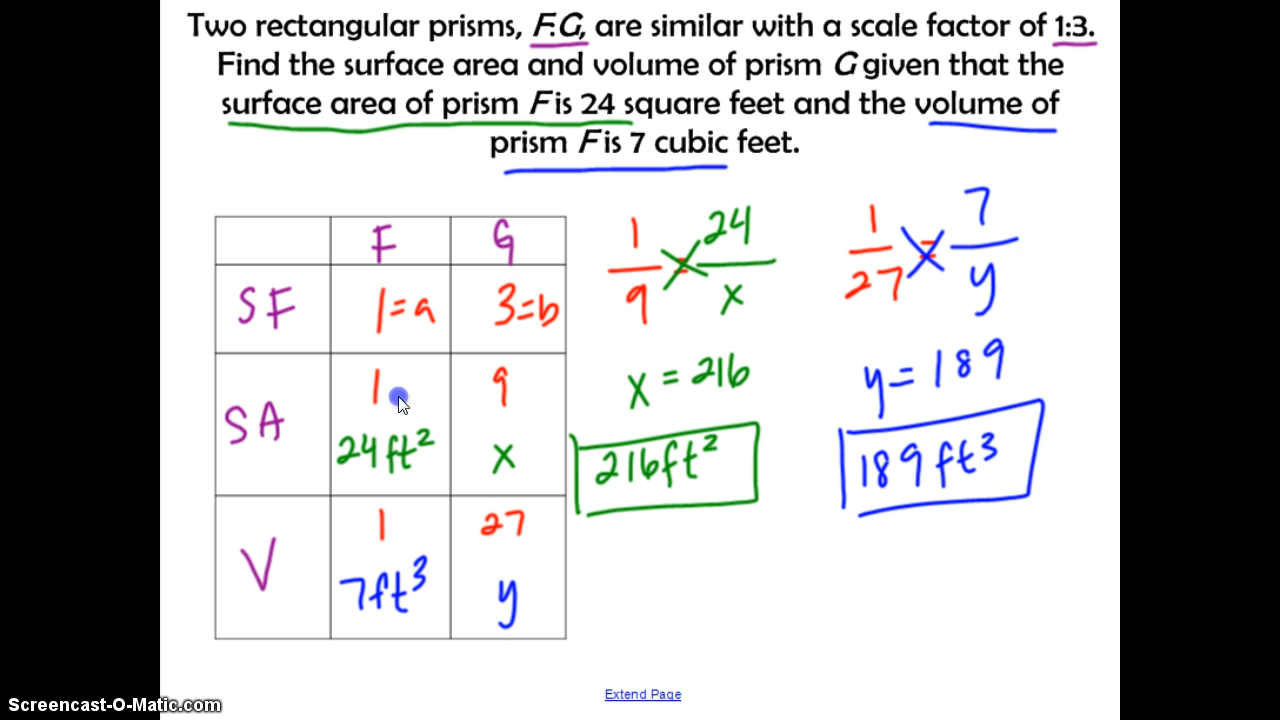 Two rectangular prisms, F:G, are similar with a scale factor of 1:3.
Find the surface area and volume of prism G given that the
surface area of prism F is 24 square feet and the volume of
prism F is 7 cubic feet.
F G
SF 1=a 3=b
SA 1 9
24ft² x
V 1 27
7ft³ y
1/9 = 24/x
x = 216
216ft²
1/27 = 7/y
y = 189
189ft³
Extend Page
Screencast-O-Matic.com